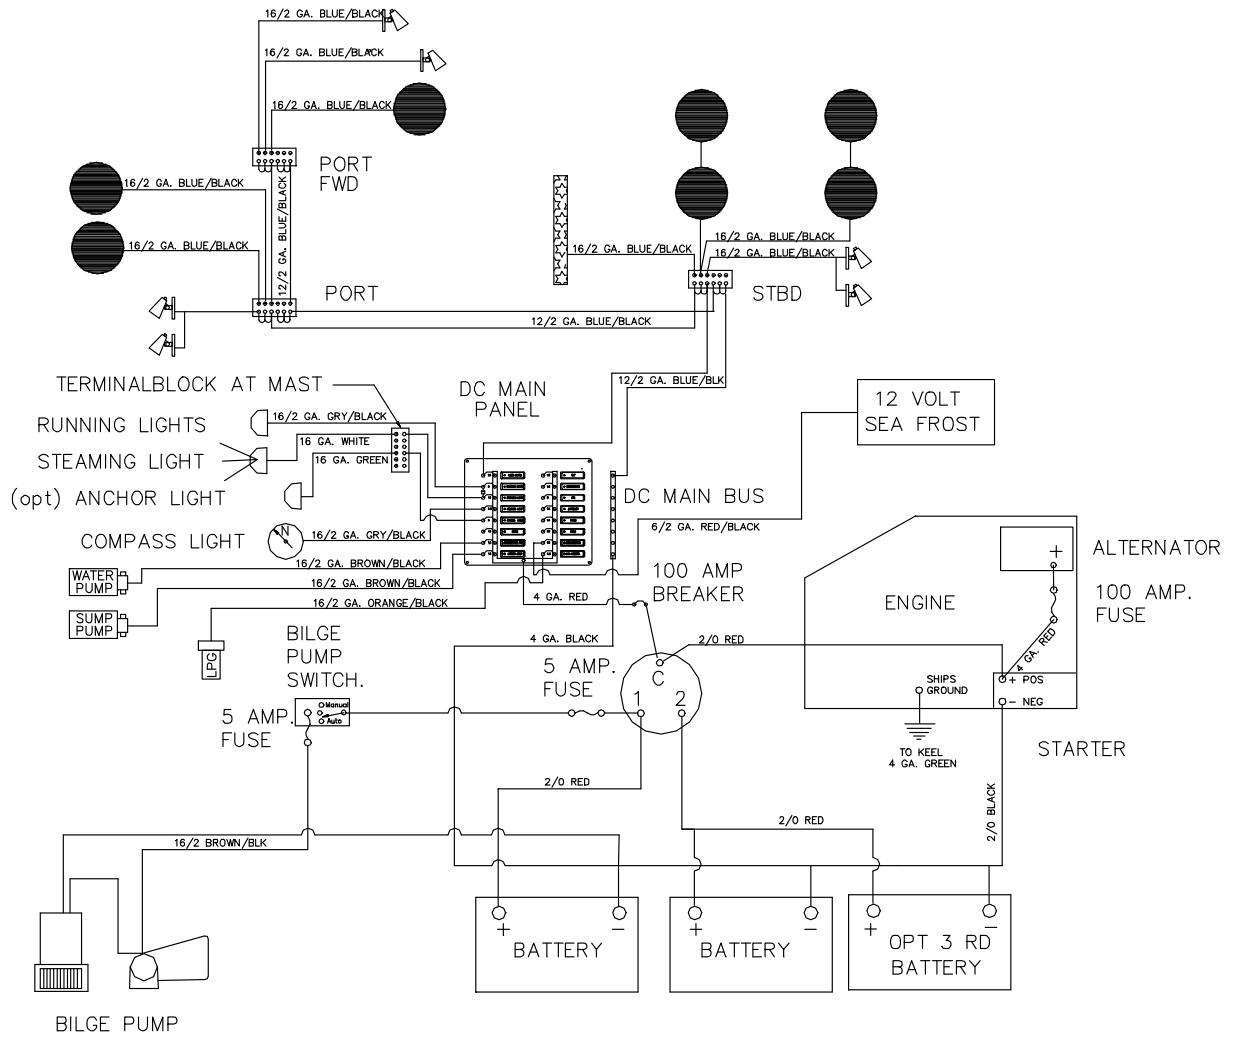 16/2 GA. BLUE/BLACK
16/2 GA. BLUE/BLACK
16/2 GA. BLUE/BLACK
PORT
FWD
16/2 GA. BLUE/BLACK
12/2 GA. BLUE/BLACK
16/2 GA. BLUE/BLACK
PORT
16/2 GA. BLUE/BLACK
16/2 GA. BLUE/BLACK
16/2 GA. BLUE/BLACK
STBD
12/2 GA. BLUE/BLACK
12/2 GA. BLUE/BLK
TERMINALBLOCK AT MAST
DC MAIN
PANEL
12 VOLT
SEA FROST
RUNNING LIGHTS
16/2 GA. GRY/BLACK
16 GA. WHITE
STEAMING LIGHT
16 GA. GREEN
(opt) ANCHOR LIGHT
DC MAIN BUS
6/2 GA. RED/BLACK
COMPASS LIGHT
N
16/2 GA. GRY/BLACK
16/2 GA. BROWN/BLACK
WATER
PUMP
16/2 GA. BROWN/BLACK
16/2 GA. ORANGE/BLACK
SUMP
PUMP
LPG
4 GA. RED
100 AMP
BREAKER
ENGINE
+
ALTERNATOR
100 AMP.
FUSE
4 GA. RED
BILGE
PUMP
SWITCH.
4 GA. BLACK
2/0 RED
5 AMP.
FUSE
C
1
2
SHIPS
GROUND
+ POS
- NEG
Manual
Auto
5 AMP.
FUSE
TO KEEL
4 GA. GREEN
STARTER
2/0 RED
2/0 RED
2/0 BLACK
16/2 BROWN/BLK
+
-
BATTERY
+
-
BATTERY
+
-
OPT 3 RD
BATTERY
BILGE PUMP